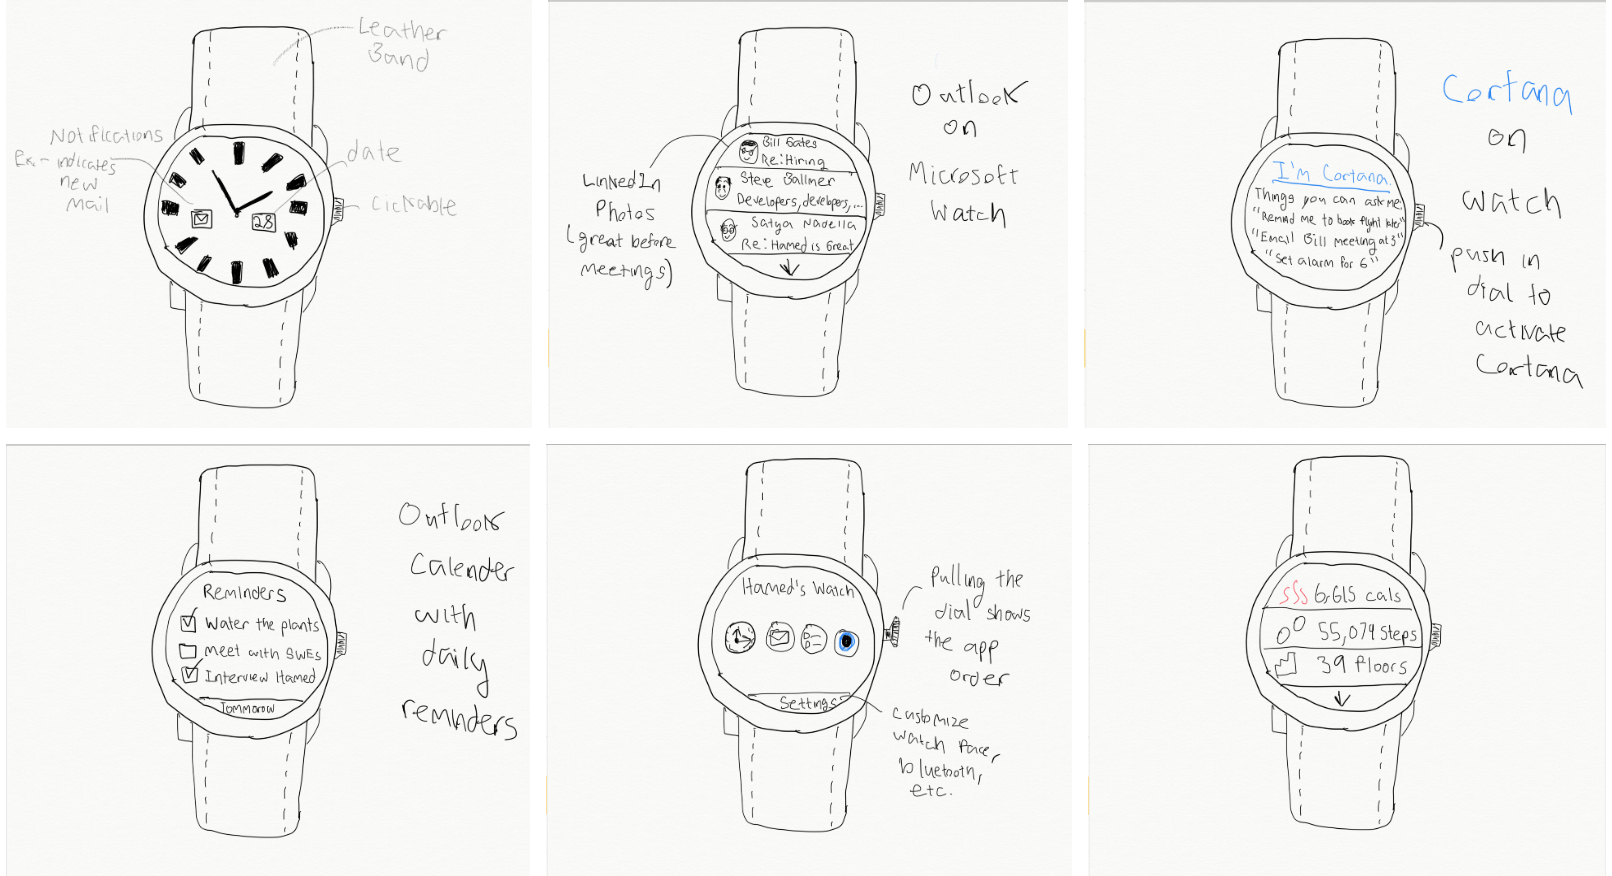 Leather
Band
Notifications
Ex. - indicates
new
mail
date
28
Clickable
Outlook
on
Microsoft
Watch
LinkedIn
Photos
(great before
meetings)
Bill Gates
Re: Hiring
Steve Ballmer
Developers, developers,...
Satya Nadella
Re: Hamed is Great
Cortana
on
watch
I'm Cortana.
Things you can ask me:
"Remind me to book flight later"
"Email Bill meeting at 3"
"Set alarm for 6"
push in
dial to
activate
Cortana
Outlook
Calender
with
daily
reminders
Reminders
Water the plants
meet with SWEs
Interview Hamed
Tommorow
Hamed's Watch
Settings
Pulling the
dial shows
the app
order
Customize
watch face,
bluetooth,
etc.
6,615 cals
55,079 Steps
39 floors